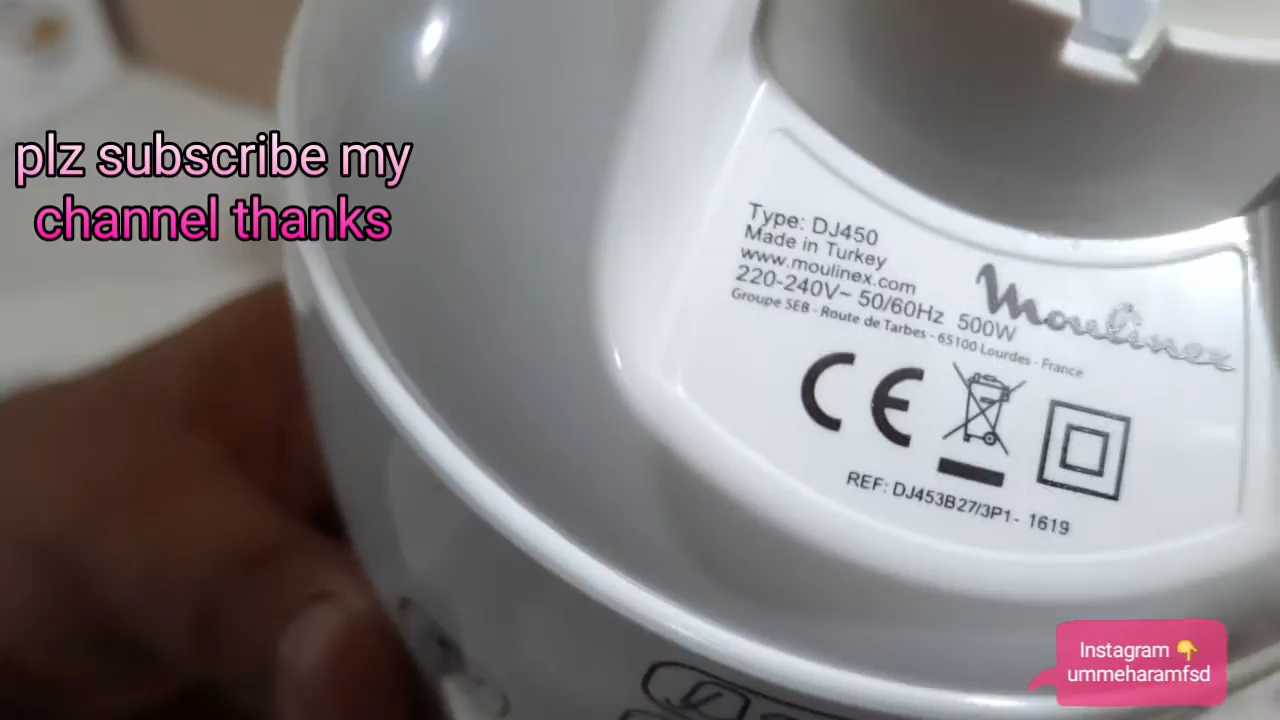 plz subscribe my
channel thanks
Type: DJ450
Made in Turkey
www.moulinex.com
220-240V~ 50/60Hz 500W
Groupe SEB - Route de Tarbes - 65100 Lourdes - France
Moulinex
CE
REF: DJ453B27/3P1- 1619
Instagram 👇
ummeharamfsd